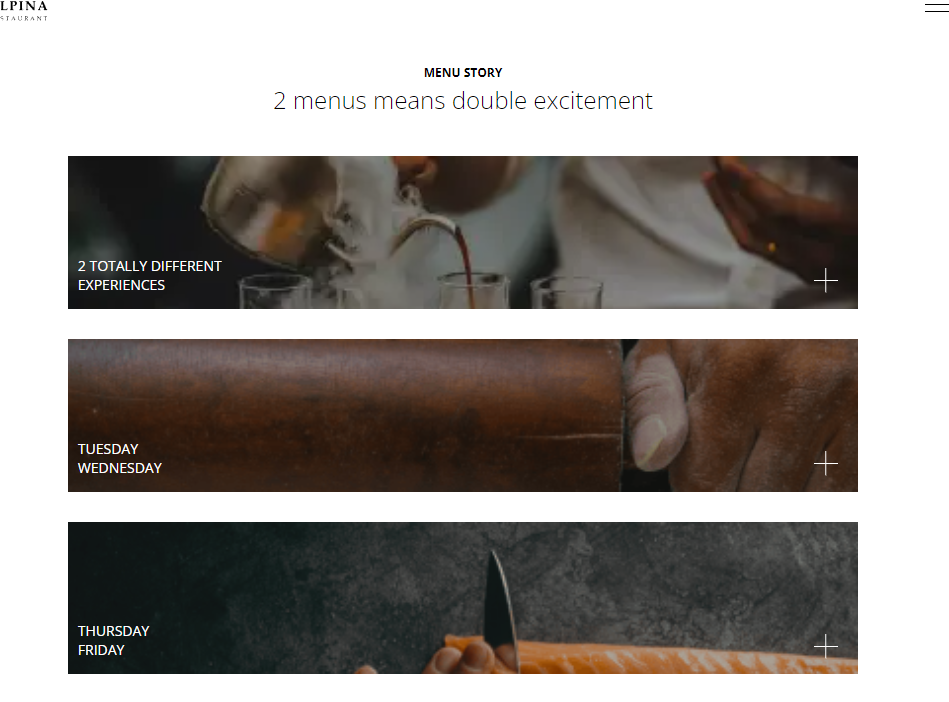 LPINA
STAURANT
MENU STORY
2 menus means double excitement
2 TOTALLY DIFFERENT
EXPERIENCES
TUESDAY
WEDNESDAY
THURSDAY
FRIDAY